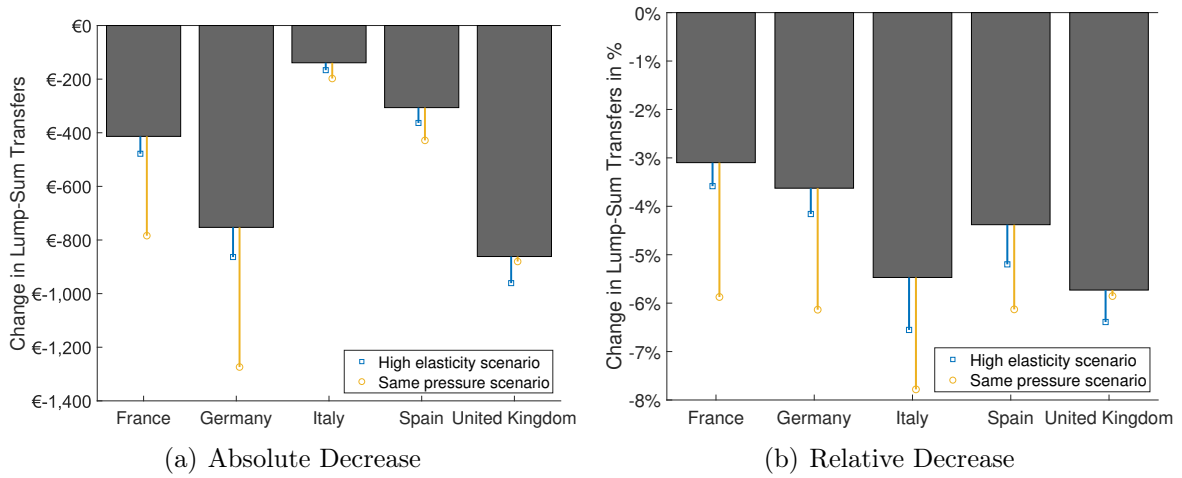 €0
€-200
€-400
€-600
€-800
€-1,000
€-1,200
€-1,400
Change in Lump-Sum Transfers
High elasticity scenario
Same pressure scenario
France Germany Italy Spain United Kingdom
(a) Absolute Decrease
0%
-1%
-2%
-3%
-4%
-5%
-6%
-7%
-8%
Change in Lump-Sum Transfers in %
High elasticity scenario
Same pressure scenario
France Germany Italy Spain United Kingdom
(b) Relative Decrease